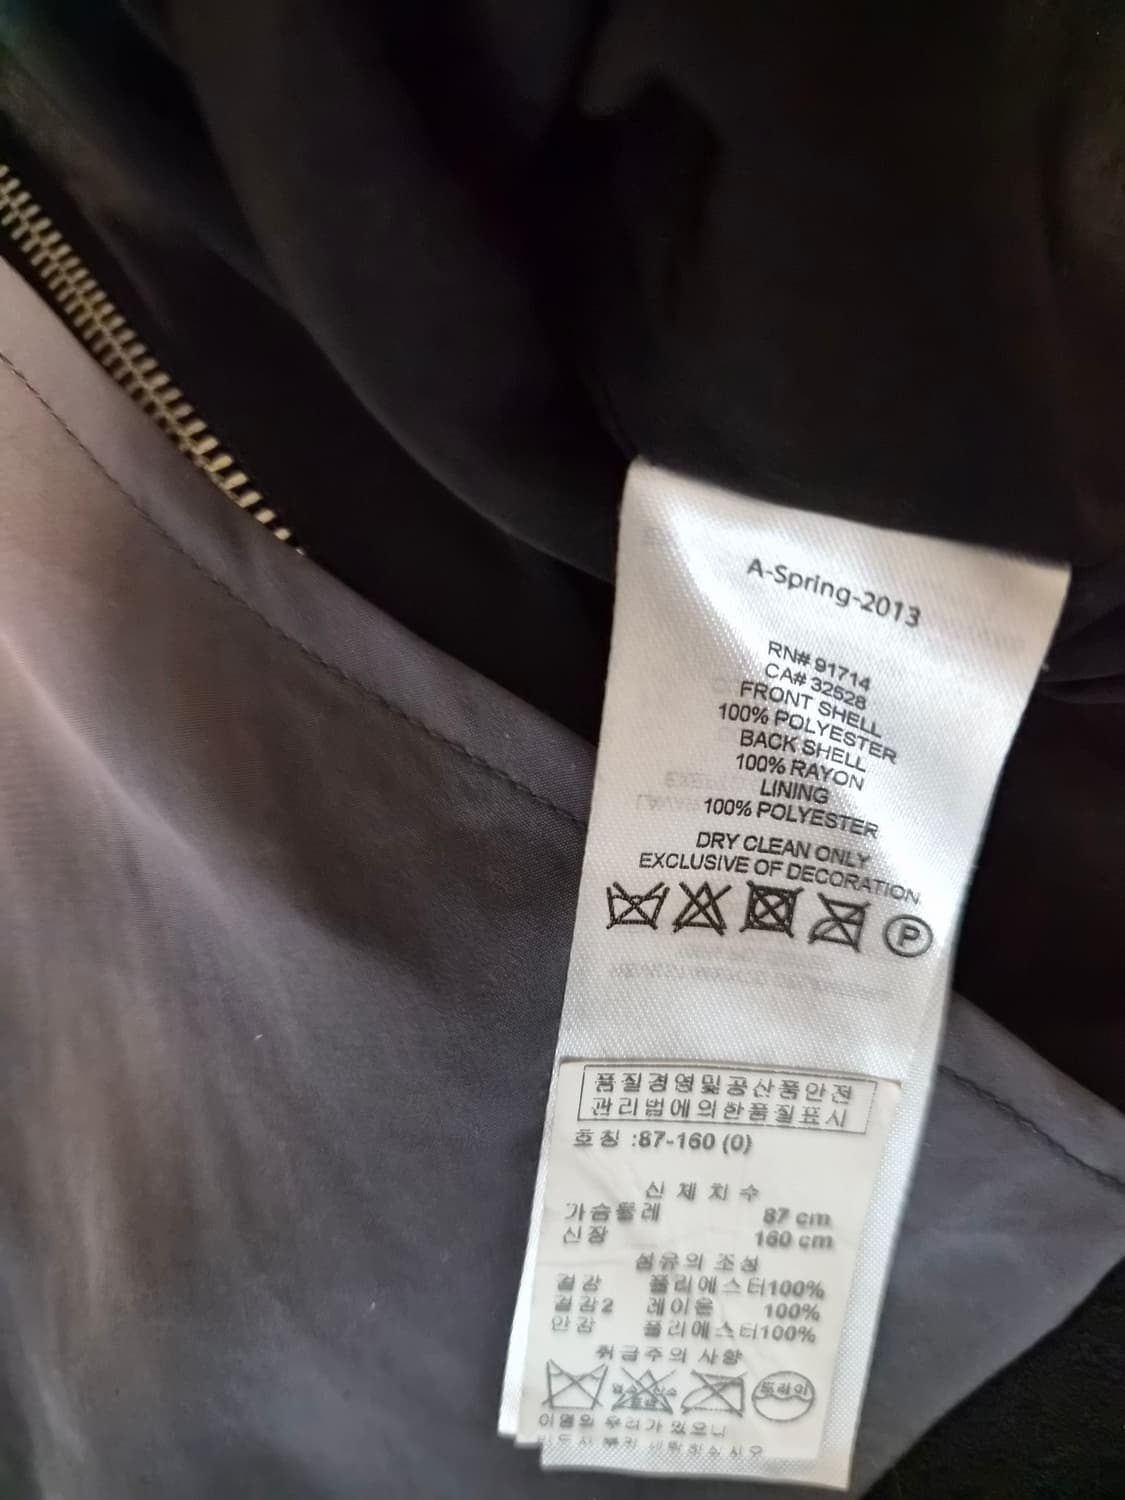 A-Spring-2013
RN# 91714
CA# 32528
FRONT SHELL
100% POLYESTER
BACK SHELL
100% RAYON
LINING
100% POLYESTER
DRY CLEAN ONLY
EXCLUSIVE OF DECORATION
P
품질경영및공산품안전
관리법에의한품질표시
호칭 :87-160 (0)
신체치수
가슴둘레 87 cm
신장 160 cm
섬유의 조성
겉감 폴리에스터100%
겉감2 레이온 100%
안감 폴리에스터100%
취급주의 사항
드라이